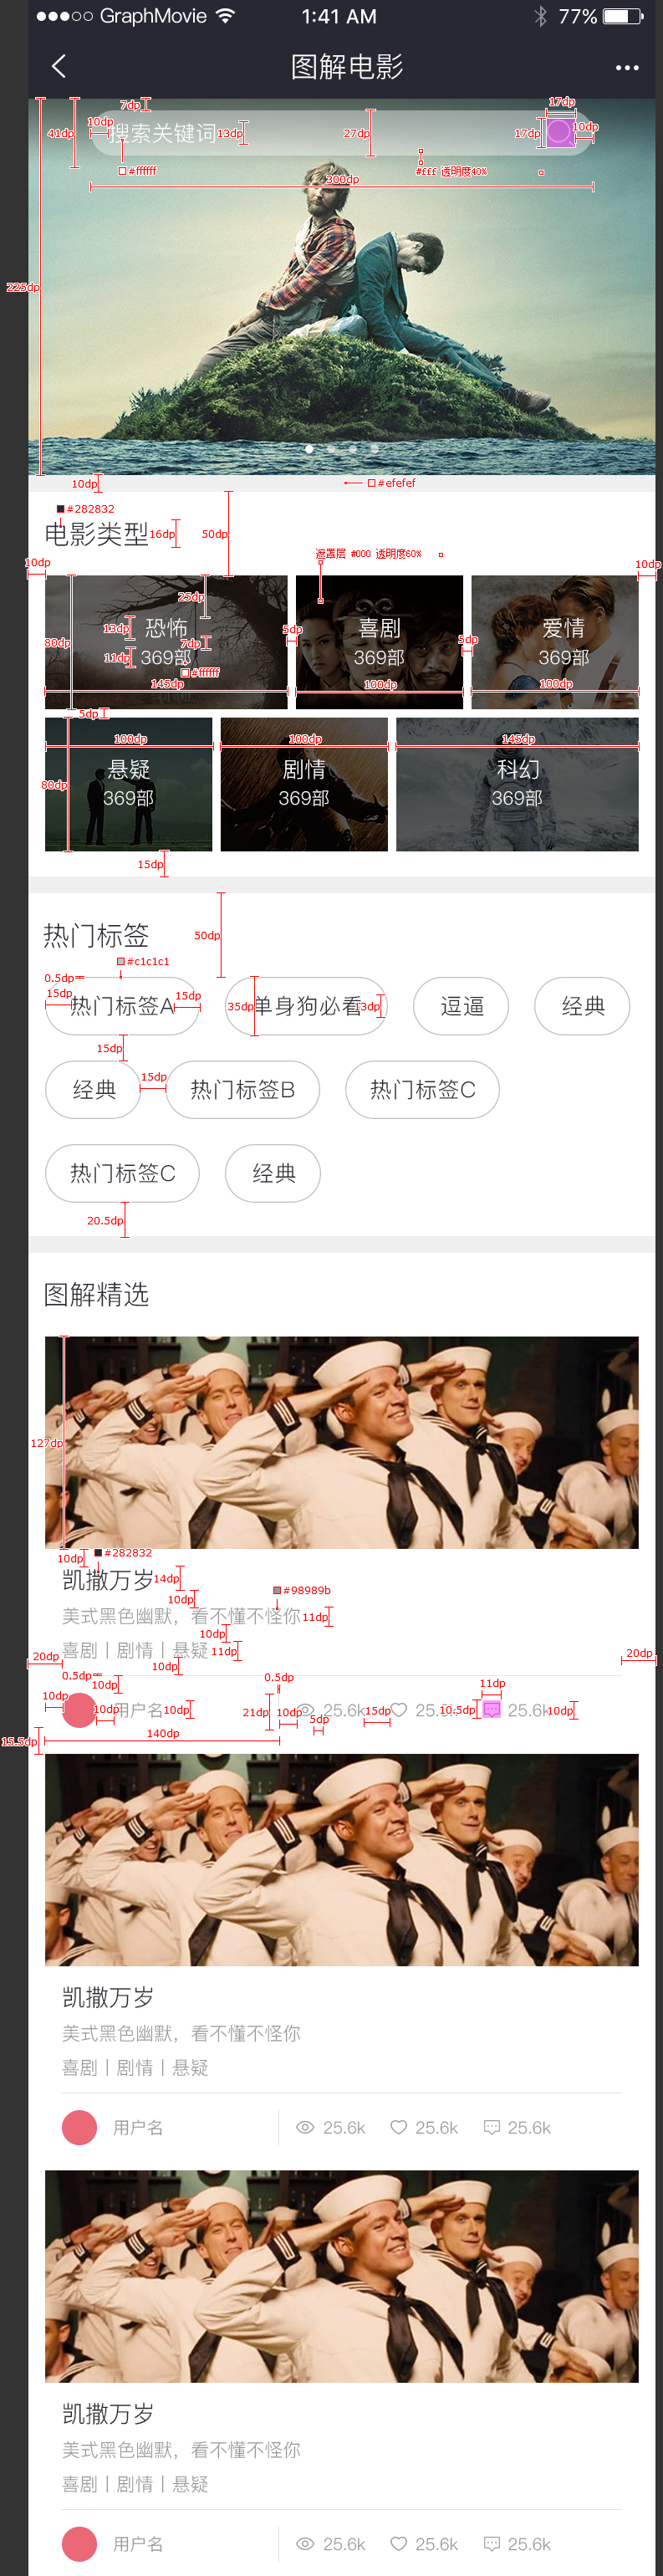 GraphMovie 1:41 AM 77%
图解电影
7dp 17dp
41dp 10dp 搜索关键词 13dp 27dp 17dp 10dp
#ffffff #fff 透明度40%
300dp
225dp
10dp #efefef
#282832
电影类型 16dp 50dp
遮罩层 #000 透明度60%
10dp 10dp
25dp
13dp 恐怖 喜剧 爱情
80dp 7dp 5dp 5dp
11dp 369部 369部 369部
#ffffff
145dp 100dp 100dp
5dp
100dp 100dp 145dp
悬疑 剧情 科幻
80dp
369部 369部 369部
15dp
热门标签 50dp
#c1c1c1
0.5dp
15dp 热门标签A 15dp 35dp 单身狗必看 13dp 逗逼 经典
15dp
经典 15dp 热门标签B 热门标签C
热门标签C 经典
20.5dp
图解精选
127dp
10dp #282832
凯撒万岁 14dp
10dp #98989b
美式黑色幽默，看不懂不怪你 11dp
10dp
喜剧 | 剧情 | 悬疑 11dp
20dp 10dp 20dp
0.5dp 10dp 0.5dp 11dp
10dp 10dp 用户名 10dp 21dp 10dp 25.6k 5dp 15dp 25.6k 10.5dp 25.6k 10dp
15.5dp 140dp
凯撒万岁
美式黑色幽默，看不懂不怪你
喜剧 | 剧情 | 悬疑
用户名 25.6k 25.6k 25.6k
凯撒万岁
美式黑色幽默，看不懂不怪你
喜剧 | 剧情 | 悬疑
用户名 25.6k 25.6k 25.6k